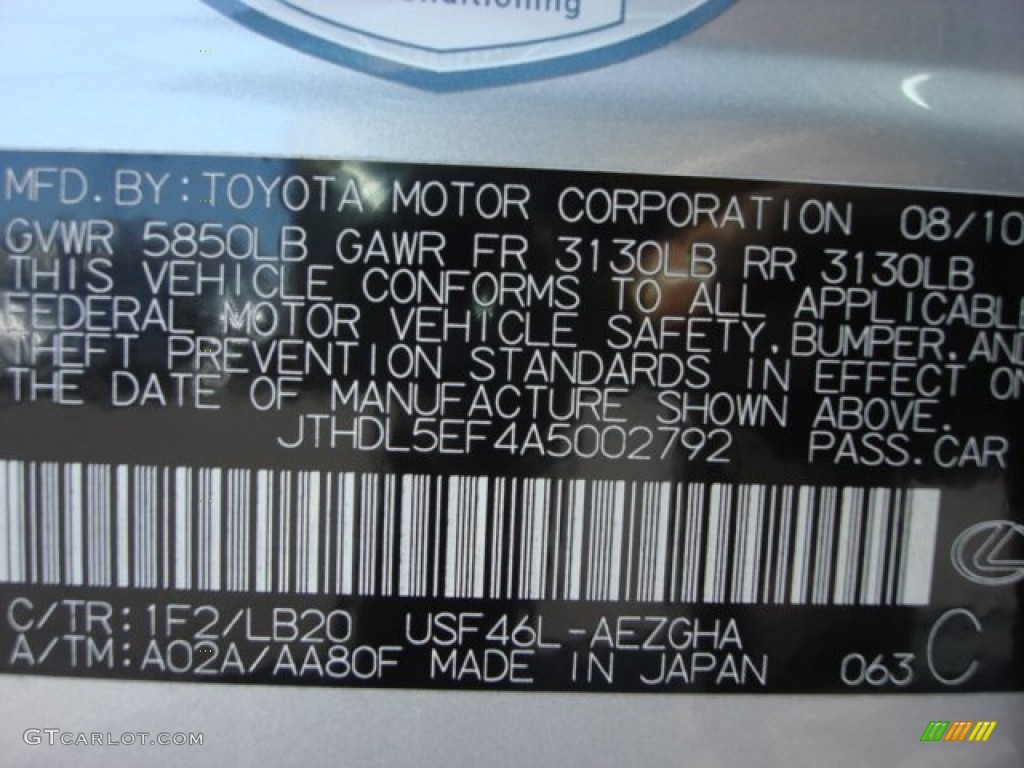 MFD. BY: TOYOTA MOTOR CORPORATION 08/10
GVWR 5850LB GAWR FR 3130LB RR 3130LB
THIS VEHICLE CONFORMS TO ALL APPLICABLE
FEDERAL MOTOR VEHICLE SAFETY, BUMPER, AND
THEFT PREVENTION STANDARDS IN EFFECT ON
THE DATE OF MANUFACTURE SHOWN ABOVE.
JTHDL5EF4A5002792 PASS. CAR
C/TR: 1F2/LB20 USF46L-AEZGHA
A/TM: A02A/AA80F MADE IN JAPAN 063 C
GTCARLOT.COM